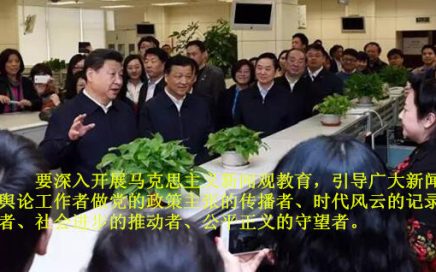 要深入开展马克思主义新闻观教育，引导广大新闻
舆论工作者做党的政策主张的传播者、时代风云的记录
者、社会进步的推动者、公平正义的守望者。